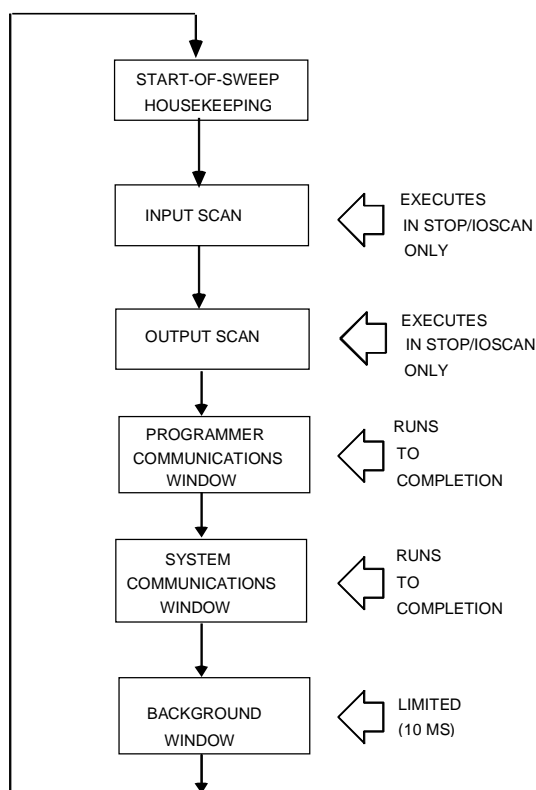 START-OF-SWEEP
HOUSEKEEPING
INPUT SCAN
EXECUTES
IN STOP/IOSCAN
ONLY
OUTPUT SCAN
EXECUTES
IN STOP/IOSCAN
ONLY
PROGRAMMER
COMMUNICATIONS
WINDOW
RUNS
TO
COMPLETION
SYSTEM
COMMUNICATIONS
WINDOW
RUNS
TO
COMPLETION
BACKGROUND
WINDOW
LIMITED
(10 MS)